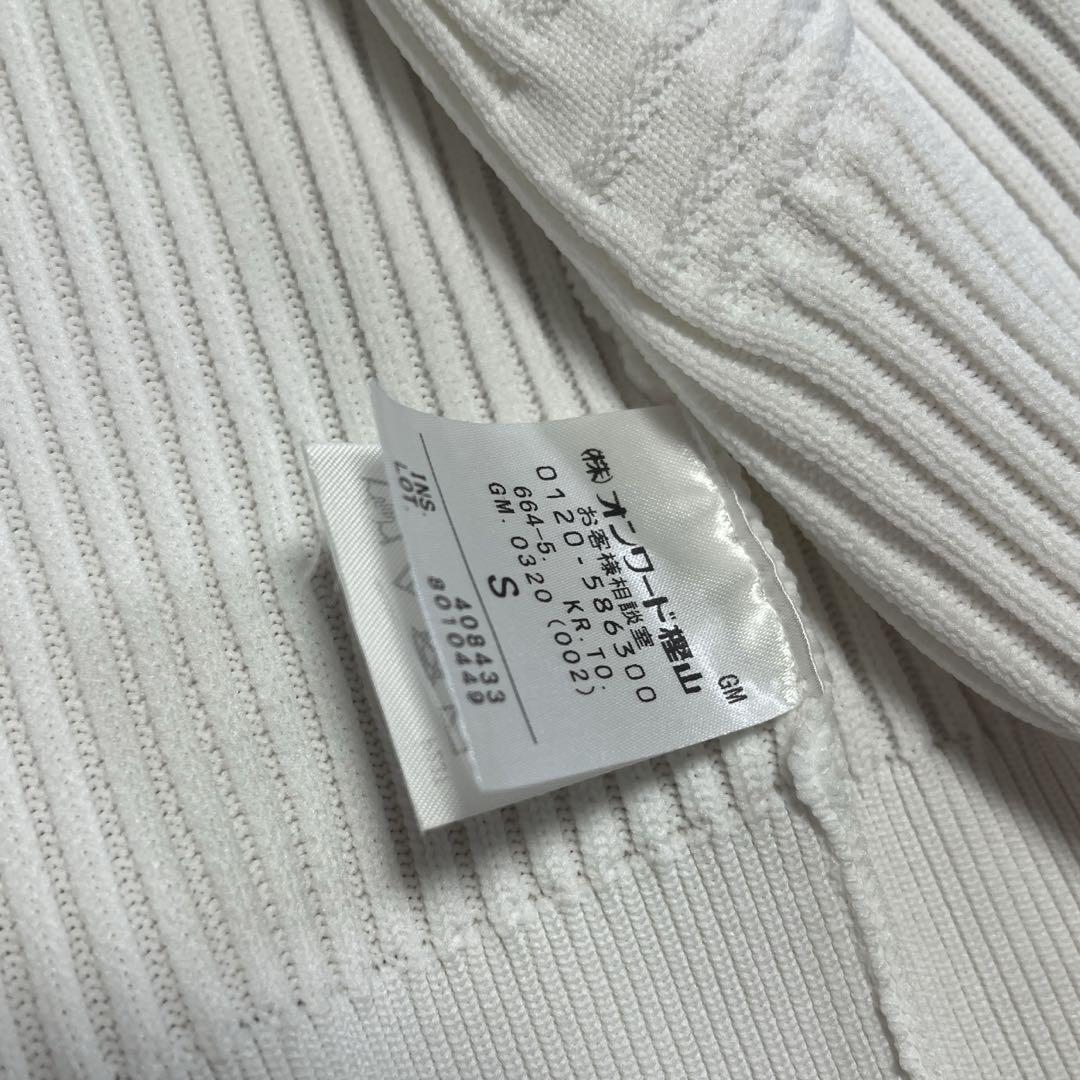 GM
(株)オンワード樫山
お客様相談室
0120-586300
664-5. KR. TO.
GM. 0320 (002)
S
INS. 408433
LOT. 8010449